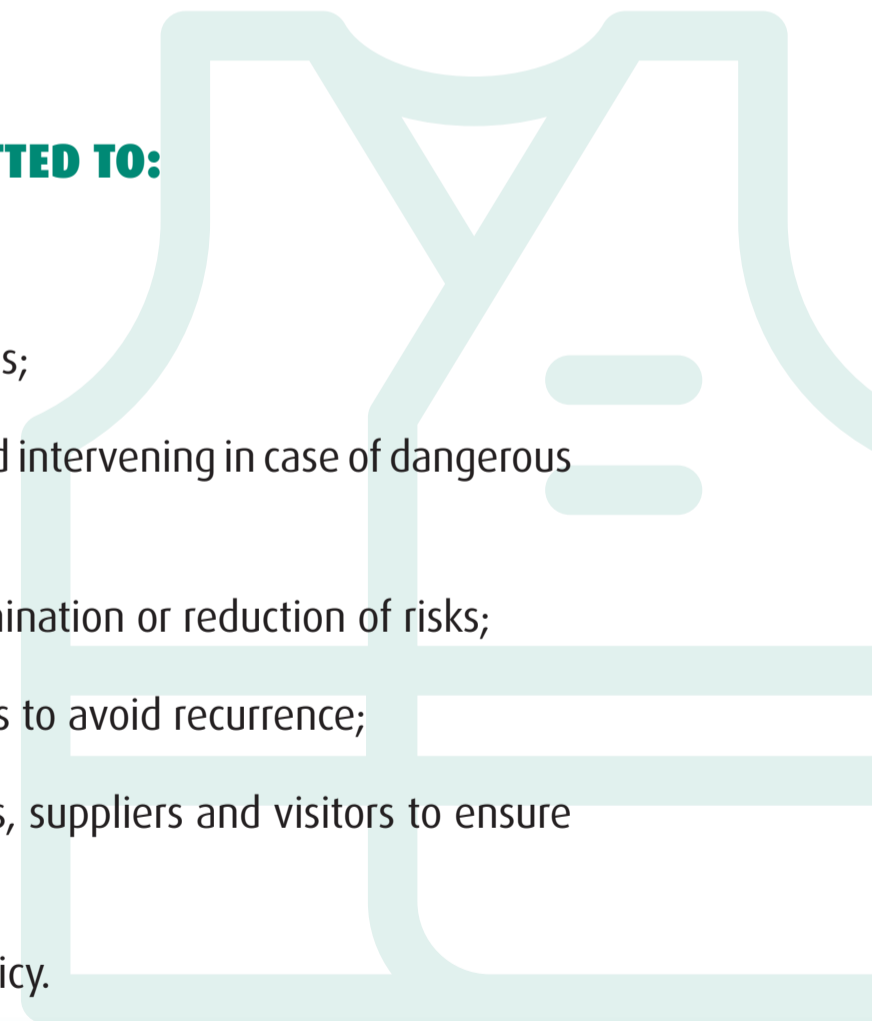 TTED TO:
s;
d intervening in case of dangerous
ination or reduction of risks;
s to avoid recurrence;
s, suppliers and visitors to ensure
icy.